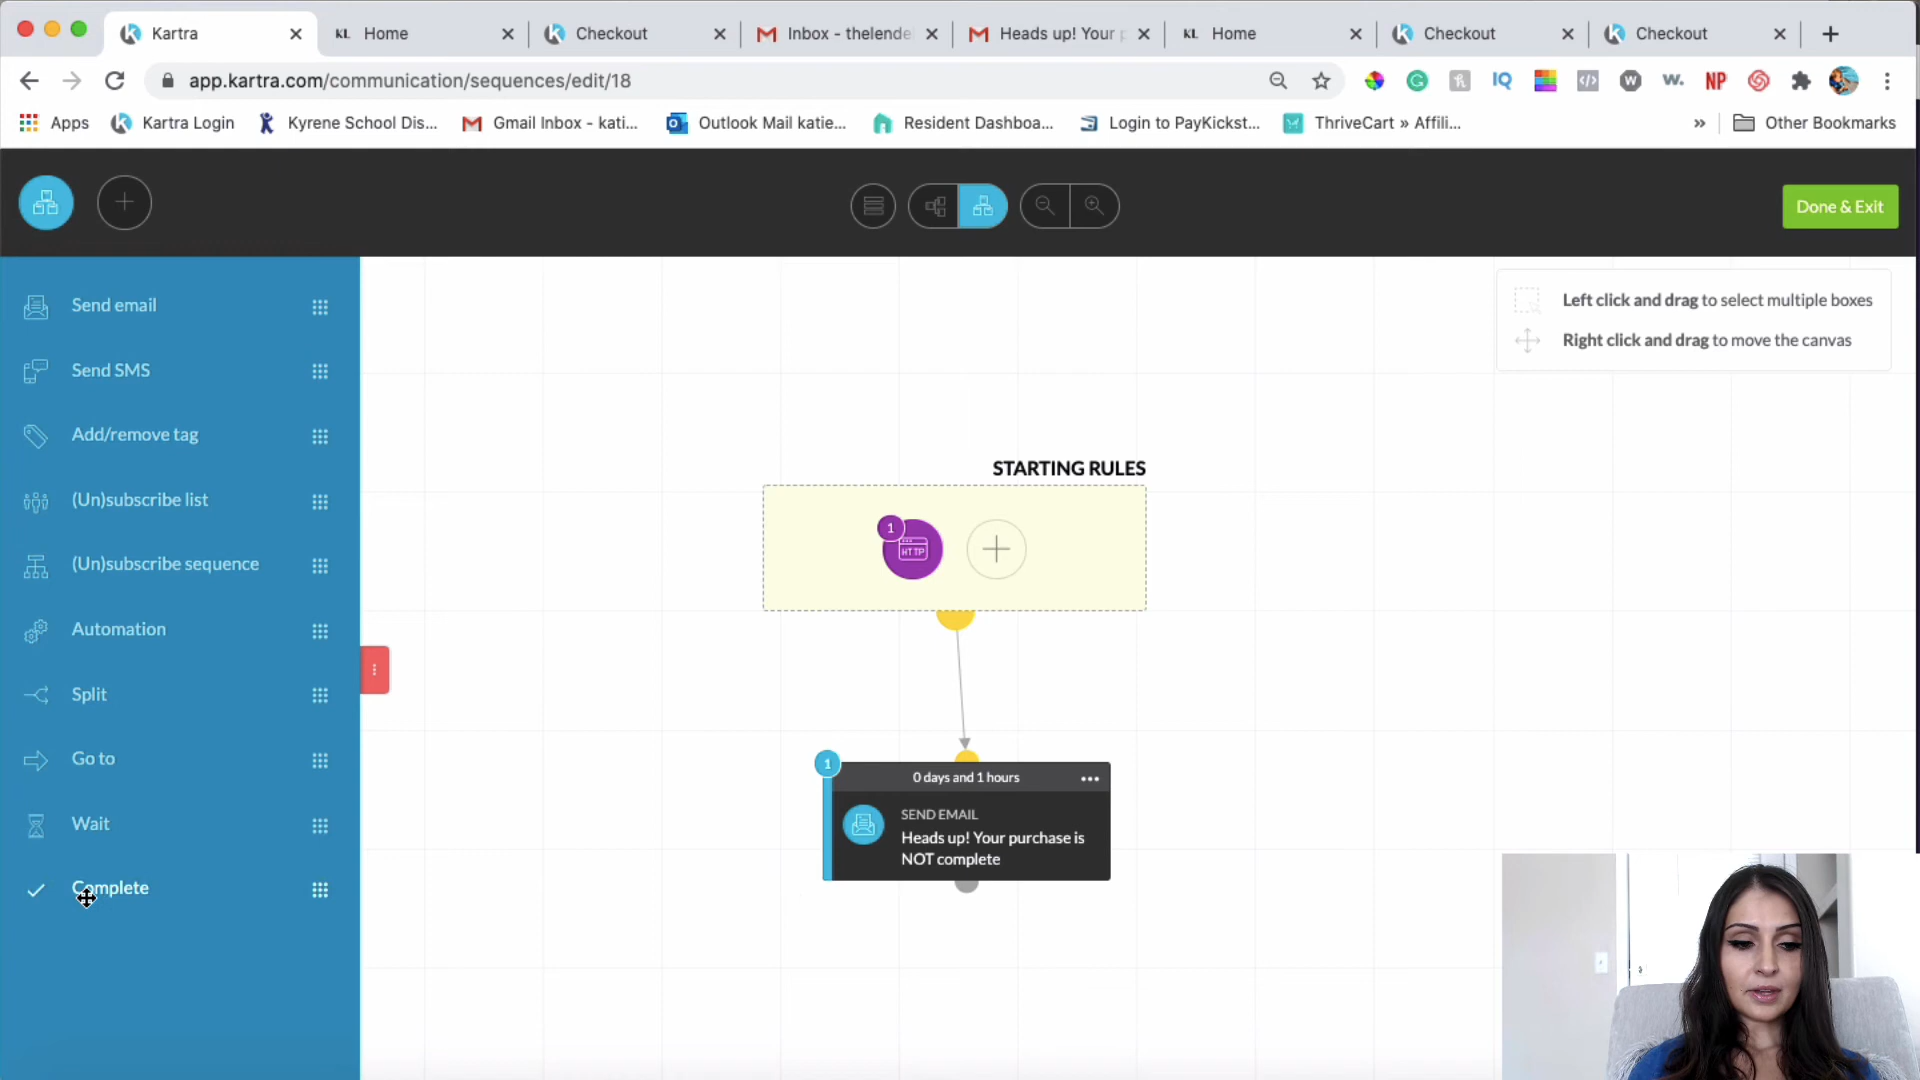 Kartra
KL Home
Checkout
Inbox - thelende
Heads up! Your p
KL Home
Checkout
Checkout
app.kartra.com/communication/sequences/edit/18
IQ
W
w.
NP
Apps
Kartra Login
Kyrene School Dis...
Gmail Inbox - kati...
Outlook Mail katie...
Resident Dashboa...
Login to PayKickst...
ThriveCart » Affili...
»
Other Bookmarks
Done & Exit
Send email
Send SMS
Add/remove tag
(Un)subscribe list
(Un)subscribe sequence
Automation
Split
Go to
Wait
Complete
Left click and drag to select multiple boxes
Right click and drag to move the canvas
STARTING RULES
1
HTTP
1
0 days and 1 hours
SEND EMAIL
Heads up! Your purchase is
NOT complete